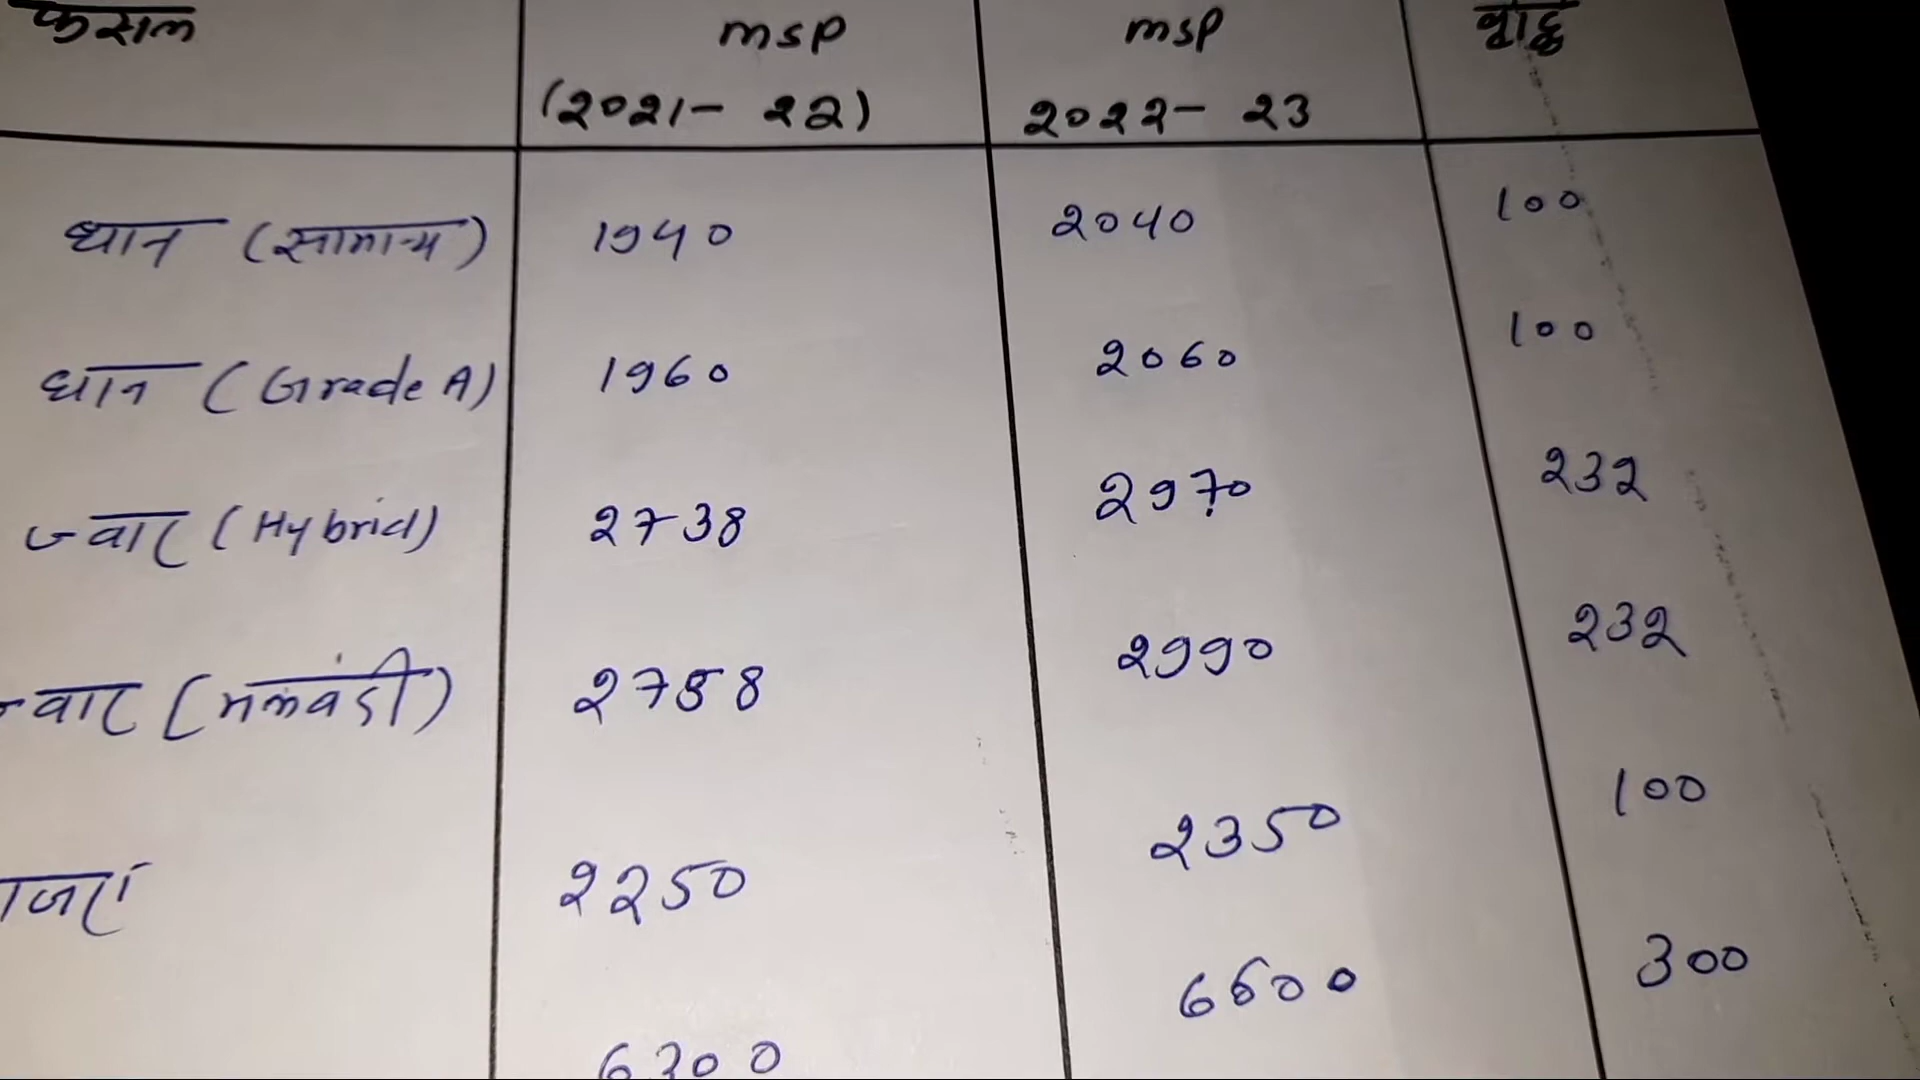 फसल msp msp वृद्धि
(2021- 22) 2022- 23
धान (सामान्य) 1940 2040 100
धान (Grade A) 1960 2060 100
ज्वार (Hybrid) 2738 2970 232
ज्वार (मलवंडी) 2758 2990 232
ाजरा 2250 2350 100
6300 6600 300